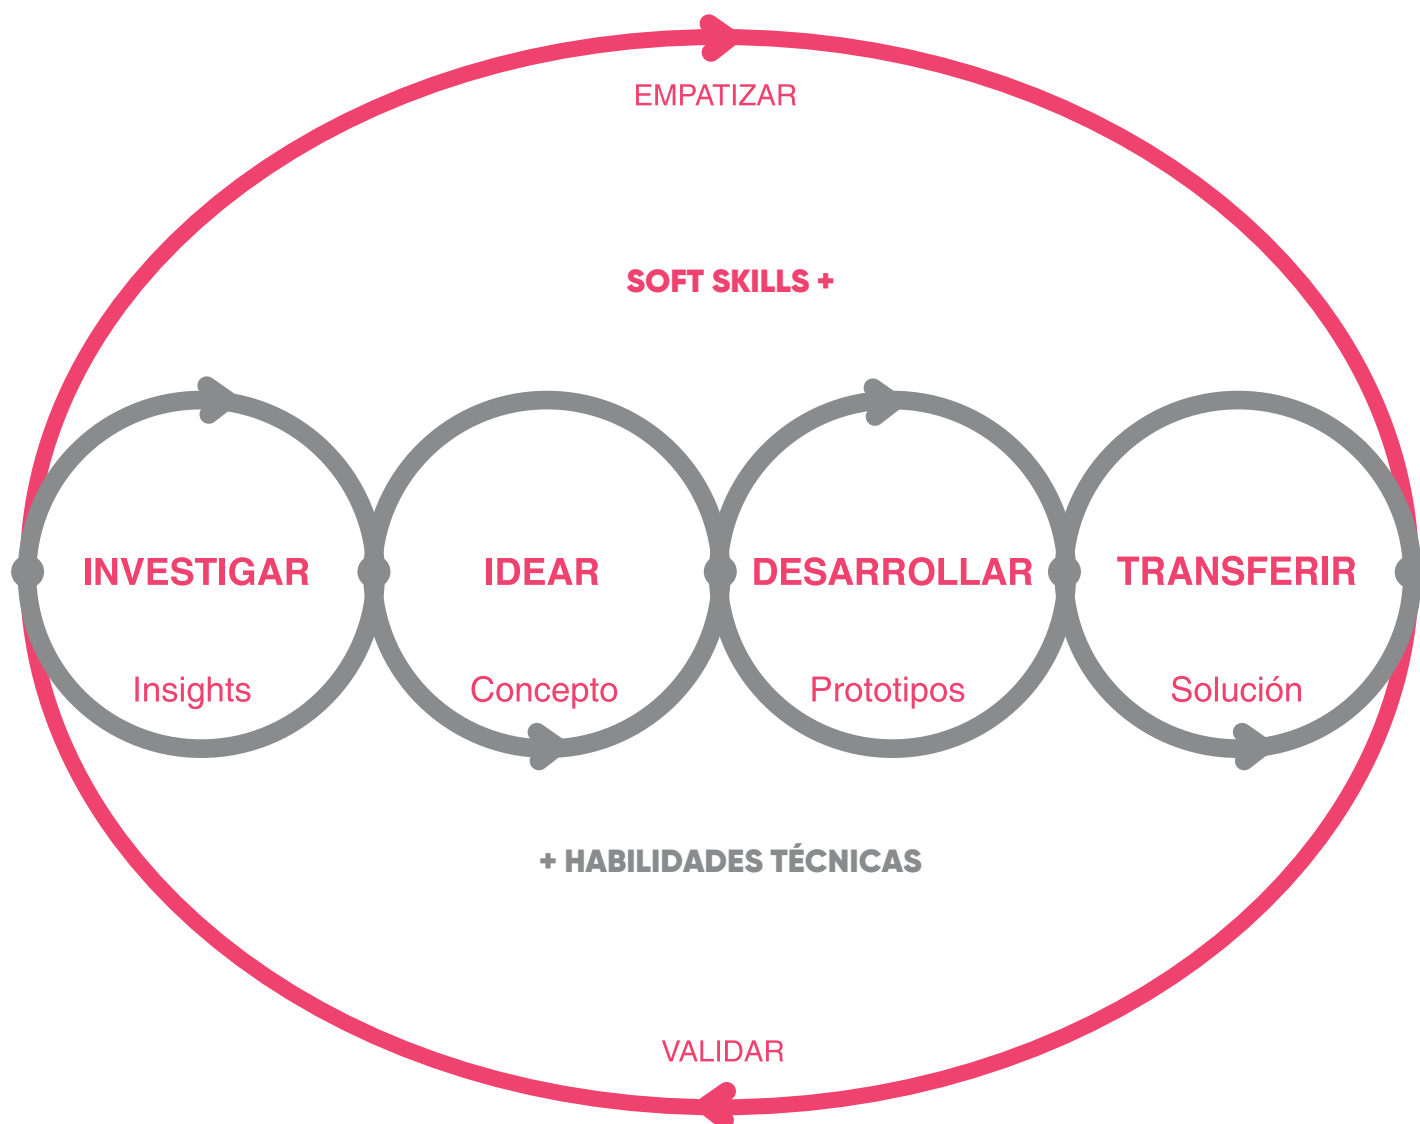 EMPATIZAR
SOFT SKILLS +
INVESTIGAR
IDEAR
DESARROLLAR
TRANSFERIR
Insights
Concepto
Prototipos
Solución
+ HABILIDADES TÉCNICAS
VALIDAR